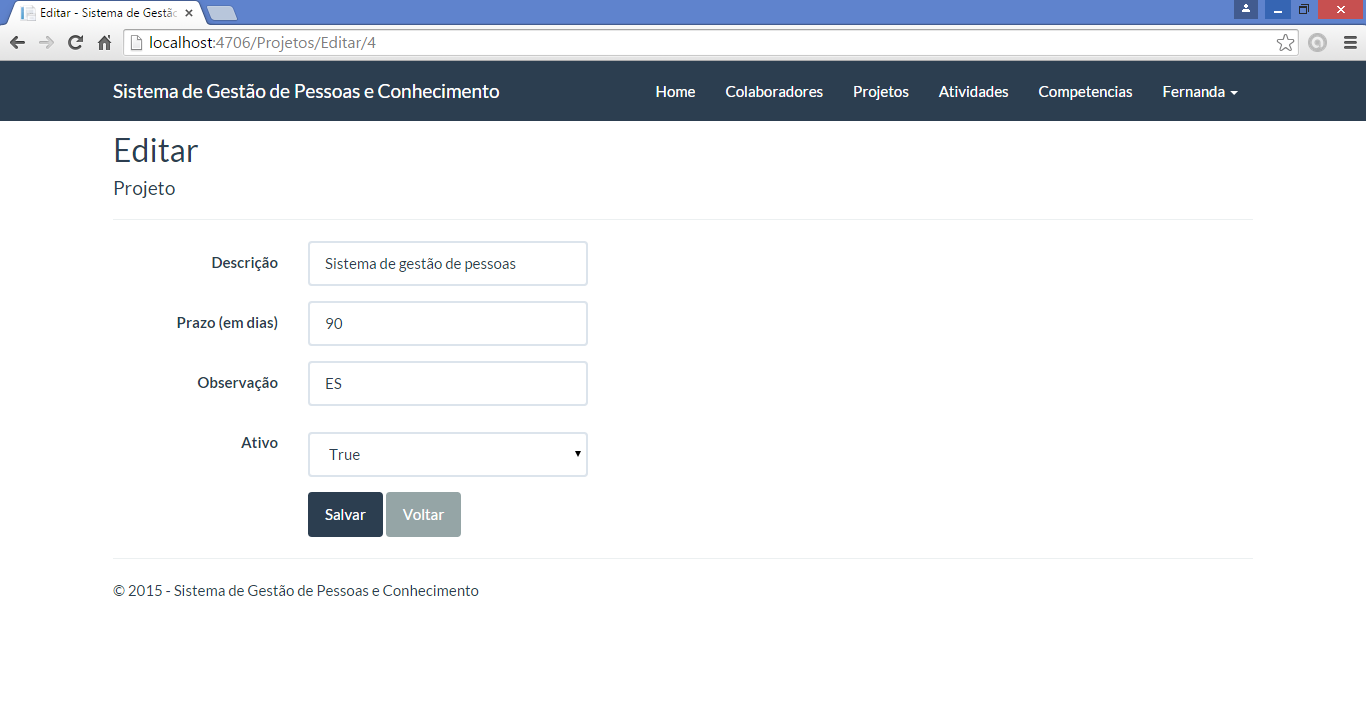 Editar - Sistema de Gestão
localhost:4706/Projetos/Editar/4
Sistema de Gestão de Pessoas e Conhecimento Home Colaboradores Projetos Atividades Competencias Fernanda
Editar
Projeto
Descrição Sistema de gestão de pessoas
Prazo (em dias) 90
Observação ES
Ativo True
Salvar Voltar
© 2015 - Sistema de Gestão de Pessoas e Conhecimento